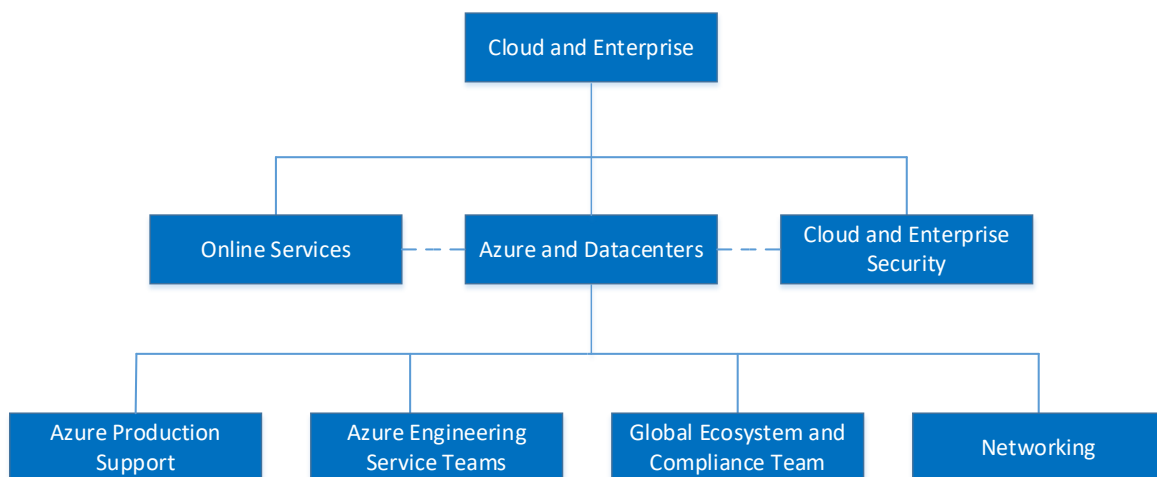 Cloud and Enterprise
Online Services
Azure and Datacenters
Cloud and Enterprise
Security
Azure Production
Support
Azure Engineering
Service Teams
Global Ecosystem and
Compliance Team
Networking